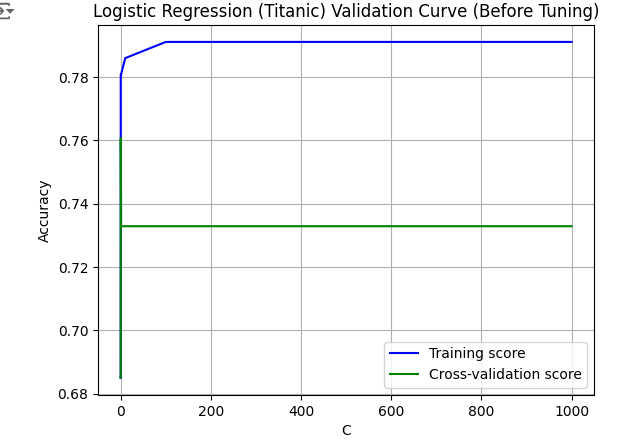 Logistic Regression (Titanic) Validation Curve (Before Tuning)
0.78
0.76
0.74
0.72
0.70
0.68
Accuracy
Training score
Cross-validation score
0 200 400 600 800 1000
C